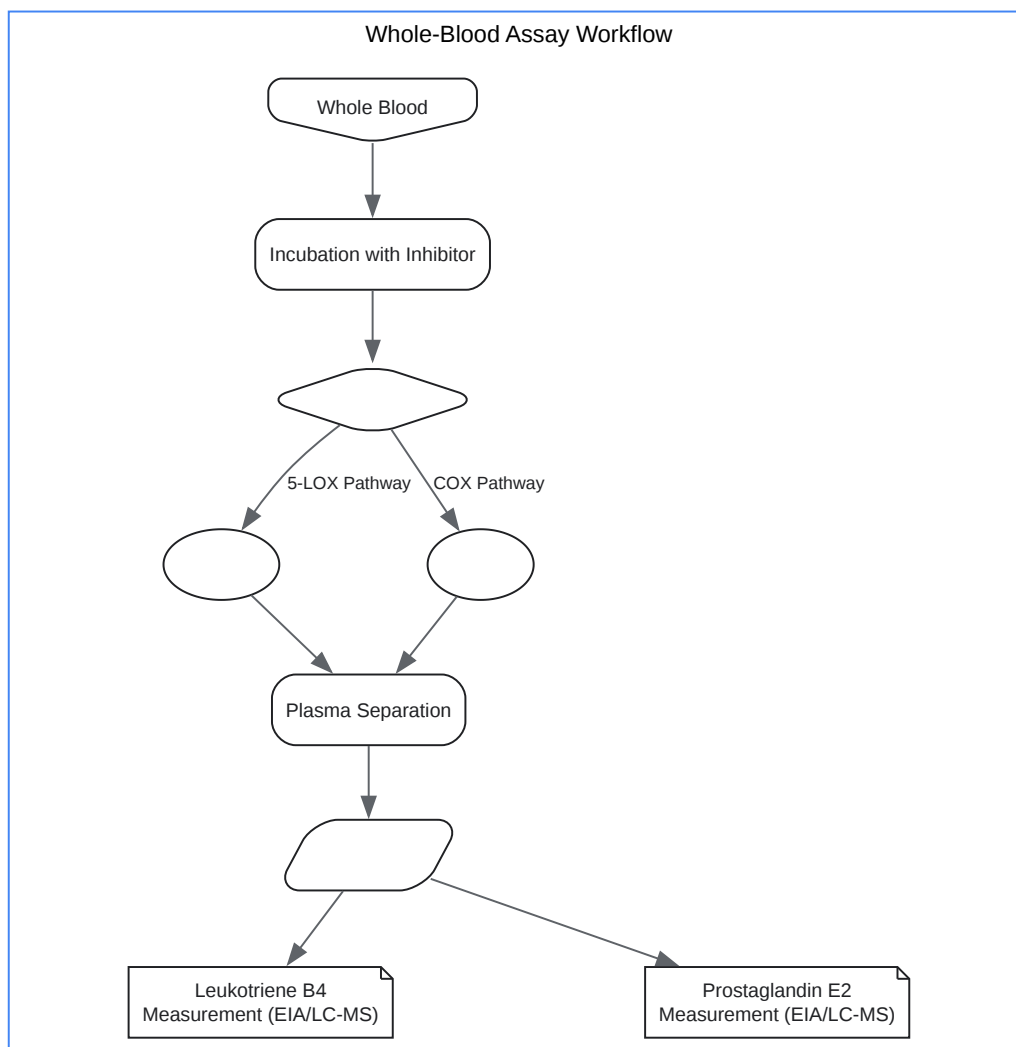 Whole-Blood Assay Workflow
Whole Blood
Incubation with Inhibitor
5-LOX Pathway
COX Pathway
Plasma Separation
Leukotriene B4
Measurement (EIA/LC-MS)
Prostaglandin E2
Measurement (EIA/LC-MS)